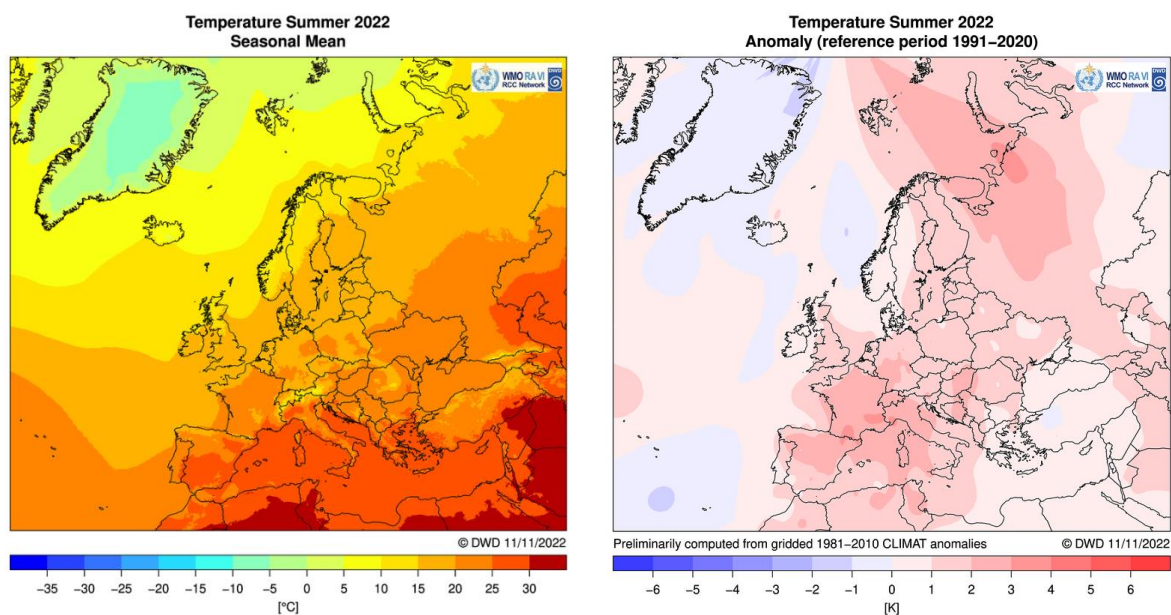 Temperature Summer 2022
Seasonal Mean
WMO RA VI
RCC Network
DWD
© DWD 11/11/2022
−35 −30 −25 −20 −15 −10 −5 0 5 10 15 20 25 30
[°C]
Temperature Summer 2022
Anomaly (reference period 1991−2020)
WMO RA VI
RCC Network
DWD
Preliminarily computed from gridded 1981−2010 CLIMAT anomalies © DWD 11/11/2022
−6 −5 −4 −3 −2 −1 0 1 2 3 4 5 6
[K]